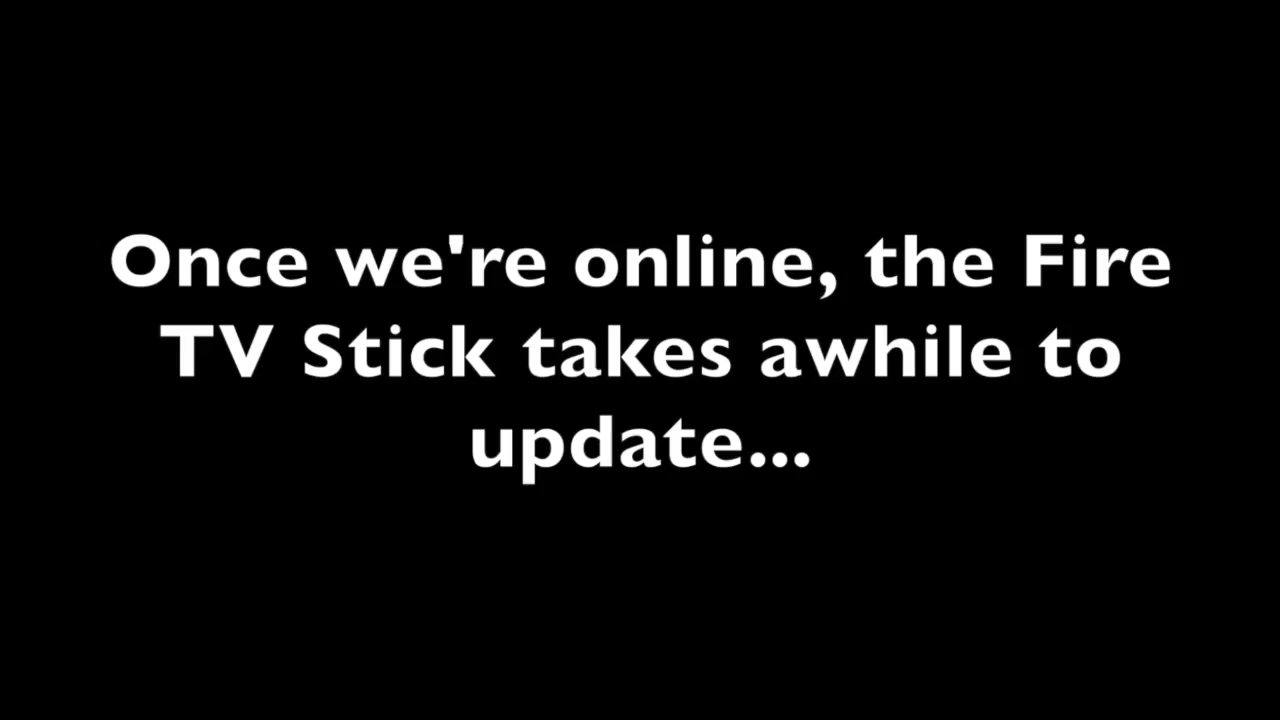 Once we're online, the Fire
TV Stick takes awhile to
update...